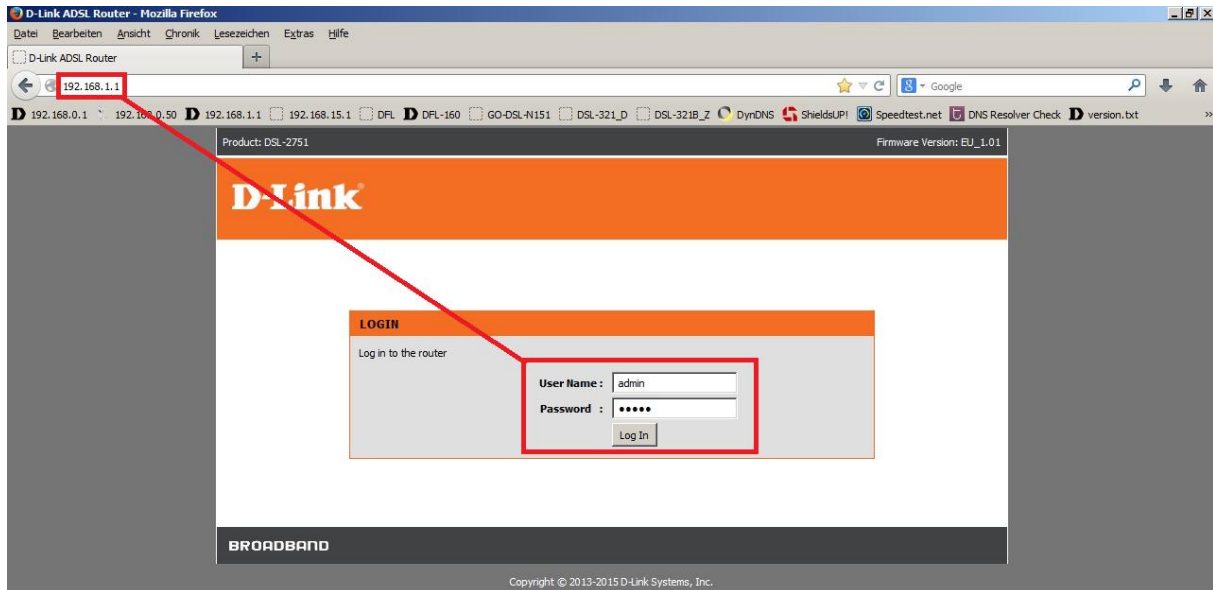 D-Link ADSL Router - Mozilla Firefox
Datei Bearbeiten Ansicht Chronik Lesezeichen Extras Hilfe
D-Link ADSL Router
192.168.1.1
Google
192.168.0.1 192.168.0.50 192.168.1.1 192.168.15.1 DFL DFL-160 GO-DSL-N151 DSL-321_D DSL-321B_Z DynDNS ShieldsUP! Speedtest.net DNS Resolver Check version.txt
Product: DSL-2751 Firmware Version: EU_1.01
D-Link
LOGIN
Log in to the router
User Name : admin
Password : •••••
Log In
BROADBAND
Copyright © 2013-2015 D-Link Systems, Inc.